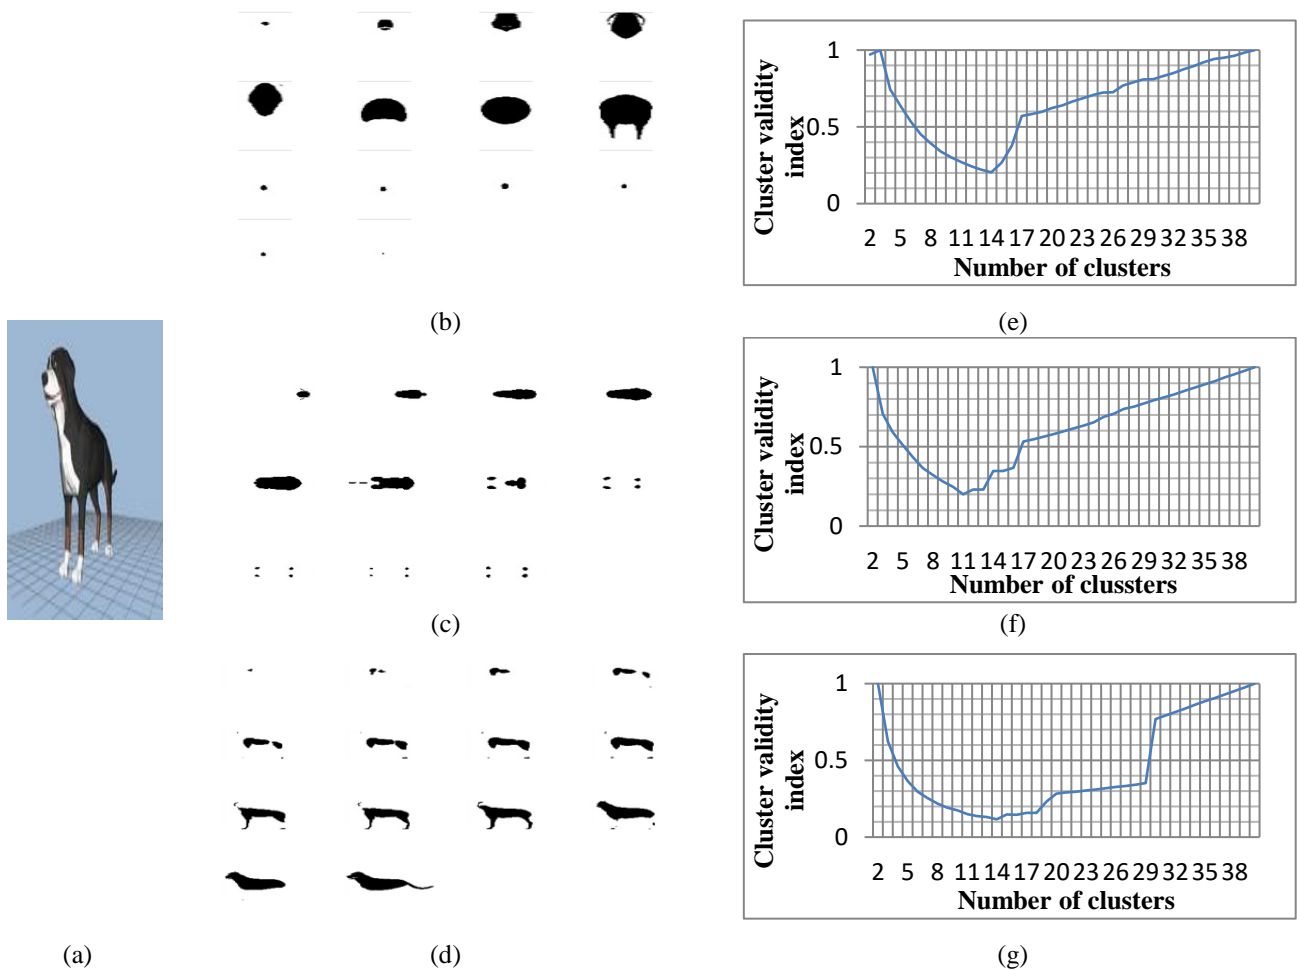 1
0.5
0
Cluster validity
index
2 5 8 11 14 17 20 23 26 29 32 35 38
Number of clusters
(b)
(e)
1
0.5
0
Cluster validity
index
2 5 8 11 14 17 20 23 26 29 32 35 38
Number of clussters
(c)
(f)
1
0.5
0
Cluster validity
index
2 5 8 11 14 17 20 23 26 29 32 35 38
Number of clusters
(a)
(d)
(g)